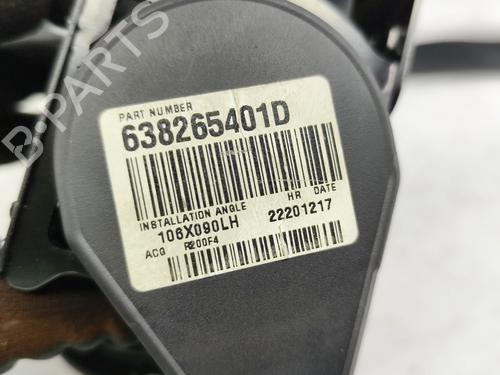 B-PARTS
PART NUMBER
638265401D
INSTALLATION ANGLE HR DATE
106X090LH 22201217
ACG R200F4